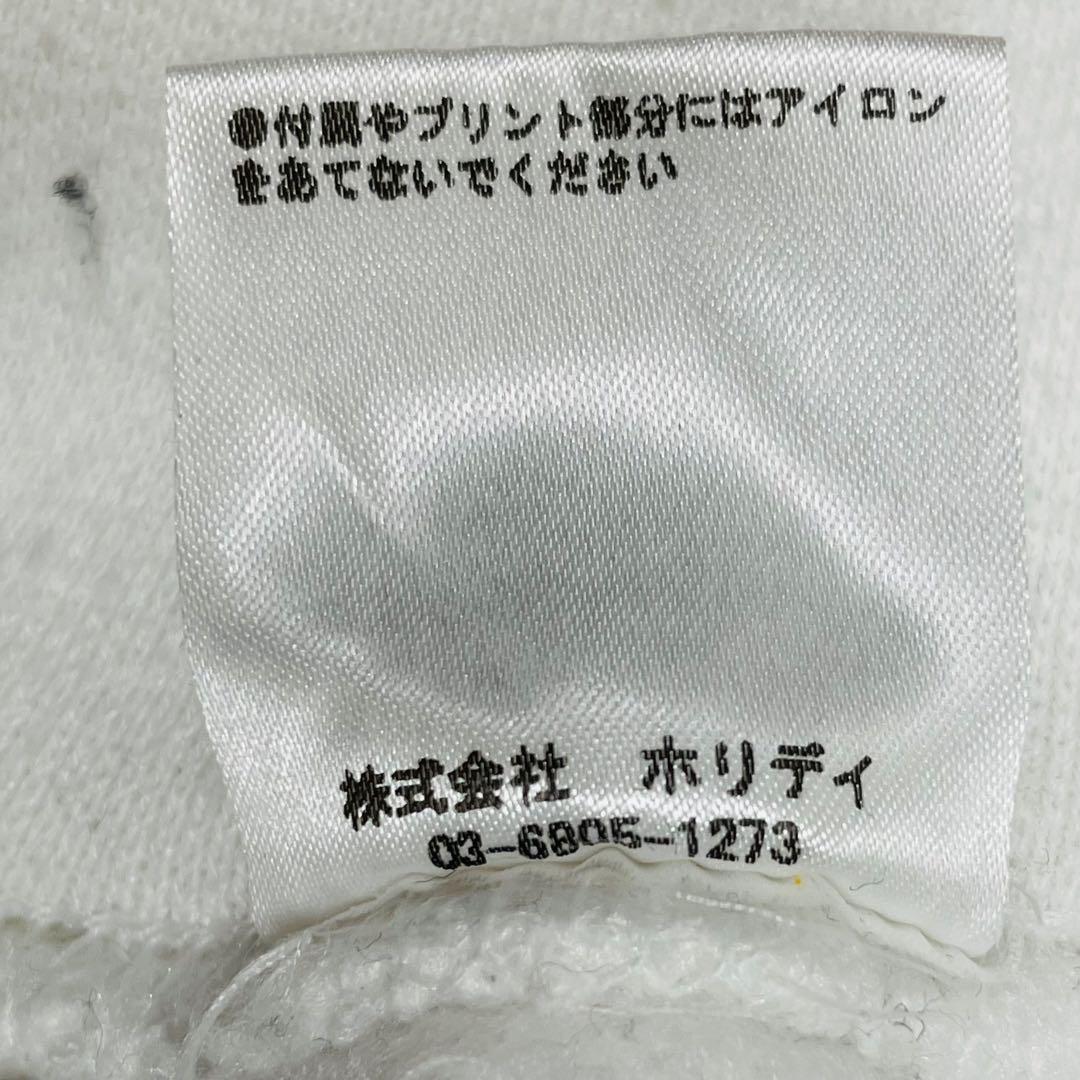 ●付属やプリント部分にはアイロン
をあてないでください
株式会社 ホリディ
03-6805-1273